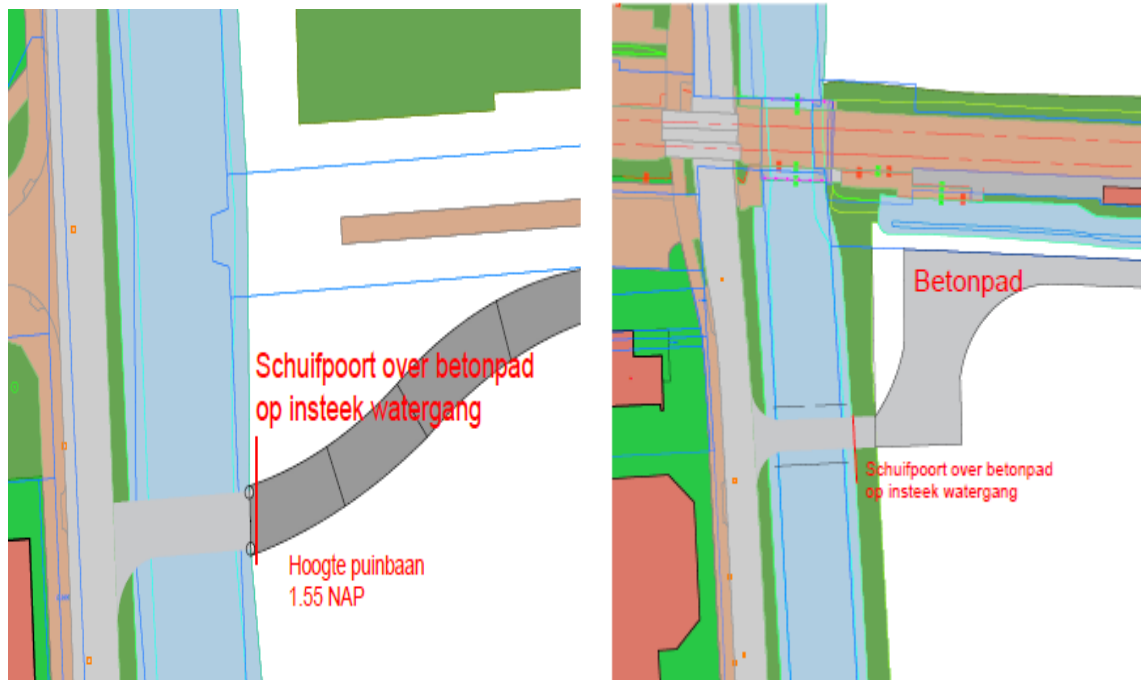 Schuifpoort over betonpad
op insteek watergang
Hoogte puinbaan
1.55 NAP
Betonpad
Schuifpoort over betonpad
op insteek watergang